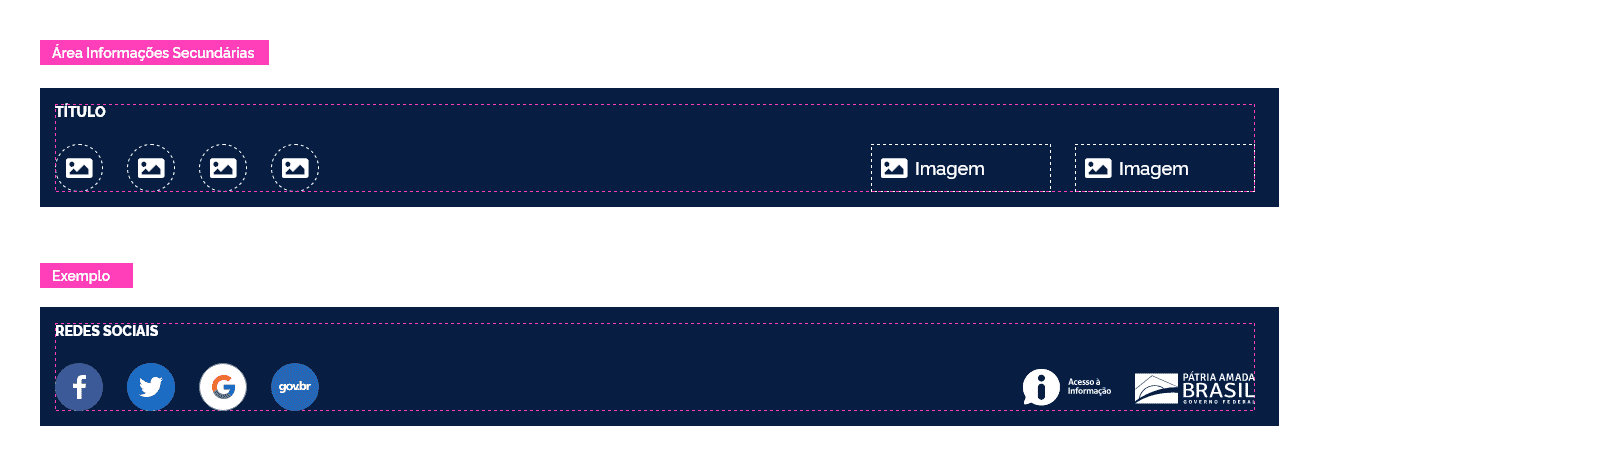 Área Informações Secundárias
TÍTULO
Imagem
Imagem
Exemplo
REDES SOCIAIS
f
G
gov.br
i
Acesso à
Informação
PÁTRIA AMADA
BRASIL
GOVERNO FEDERAL